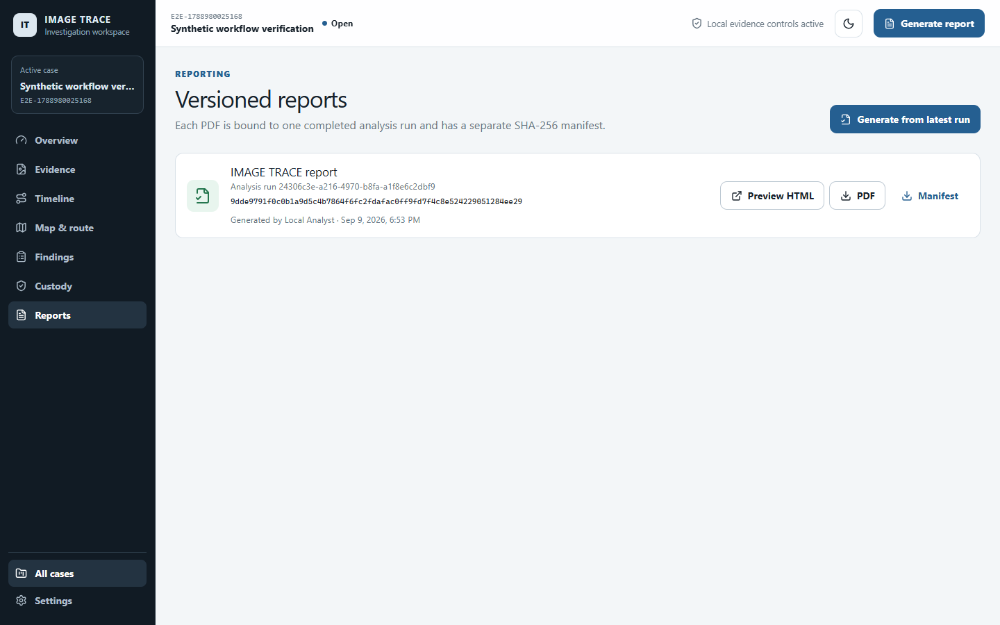 IT
IMAGE TRACE
Investigation workspace
Active case
Synthetic workflow ver...
E2E-1788980025168
Overview
Evidence
Timeline
Map & route
Findings
Custody
Reports
All cases
Settings
E2E-1788980025168
Synthetic workflow verification
Open
Local evidence controls active
Generate report
REPORTING
Versioned reports
Each PDF is bound to one completed analysis run and has a separate SHA-256 manifest.
Generate from latest run
IMAGE TRACE report
Analysis run 24306c3e-a216-4970-b8fa-a1f8e6c2dbf9
9dde9791f0c0b1a9d5c4b7864f6fc2fdafac0ff9fd7f4c8e524229051284ee29
Generated by Local Analyst · Sep 9, 2026, 6:53 PM
Preview HTML
PDF
Manifest